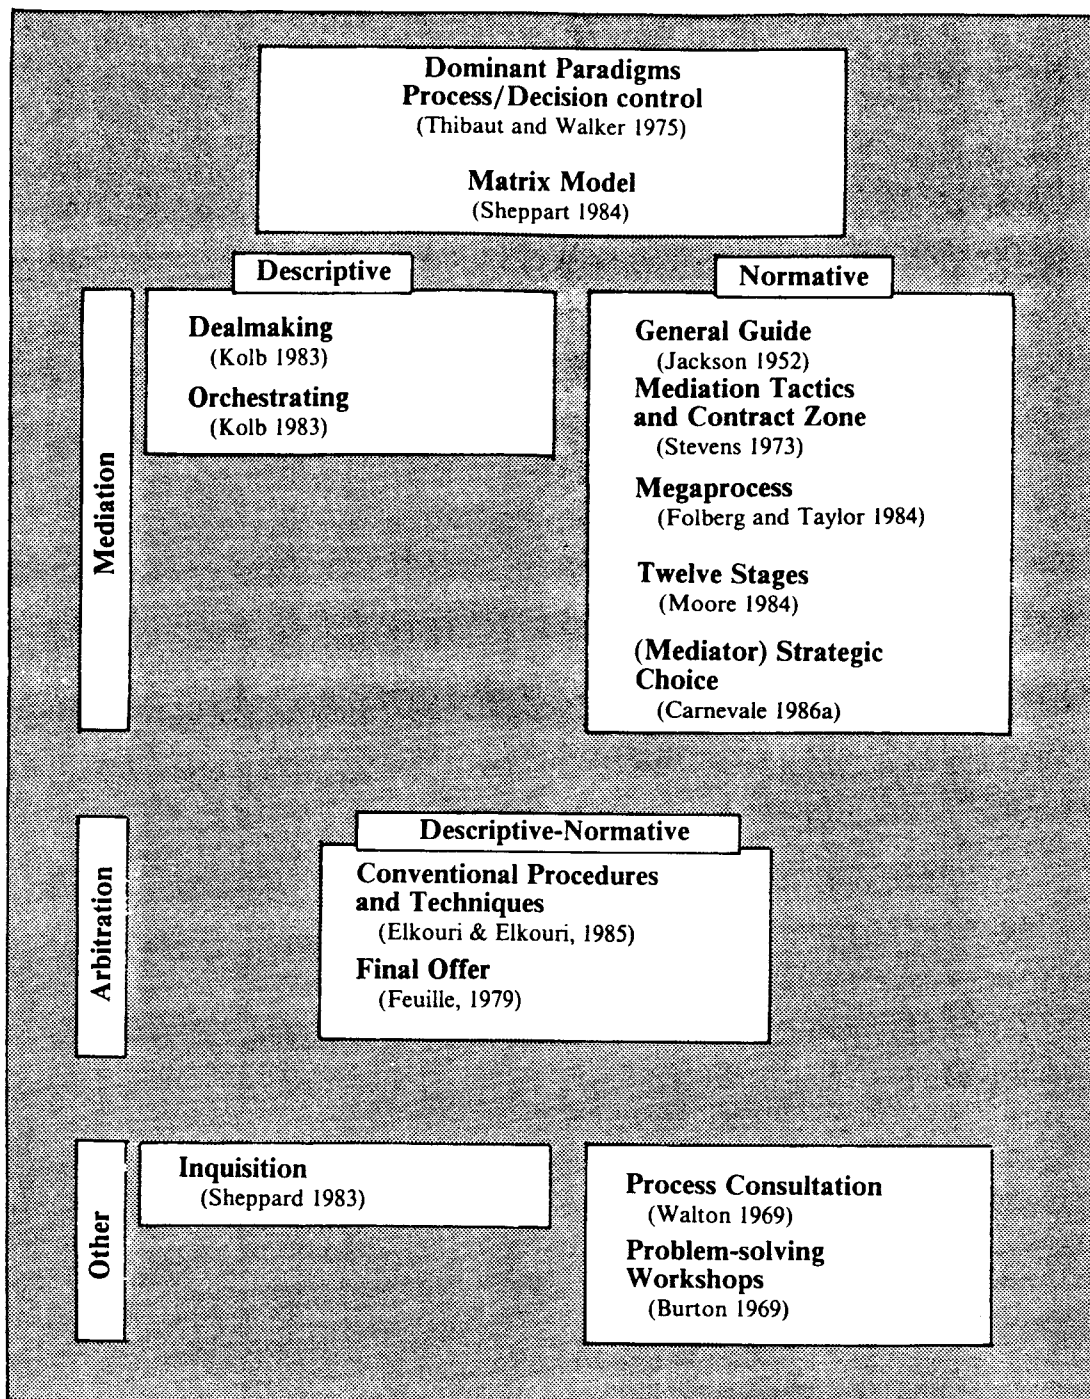 Dominant Paradigms
Process/Decision control
(Thibaut and Walker 1975)
Matrix Model
(Sheppart 1984)
Descriptive
Normative
Mediation
Dealmaking
(Kolb 1983)
Orchestrating
(Kolb 1983)
General Guide
(Jackson 1952)
Mediation Tactics
and Contract Zone
(Stevens 1973)
Megaprocess
(Folberg and Taylor 1984)
Twelve Stages
(Moore 1984)
(Mediator) Strategic
Choice
(Carnevale 1986a)
Arbitration
Descriptive-Normative
Conventional Procedures
and Techniques
(Elkouri & Elkouri, 1985)
Final Offer
(Feuille, 1979)
Other
Inquisition
(Sheppard 1983)
Process Consultation
(Walton 1969)
Problem-solving
Workshops
(Burton 1969)